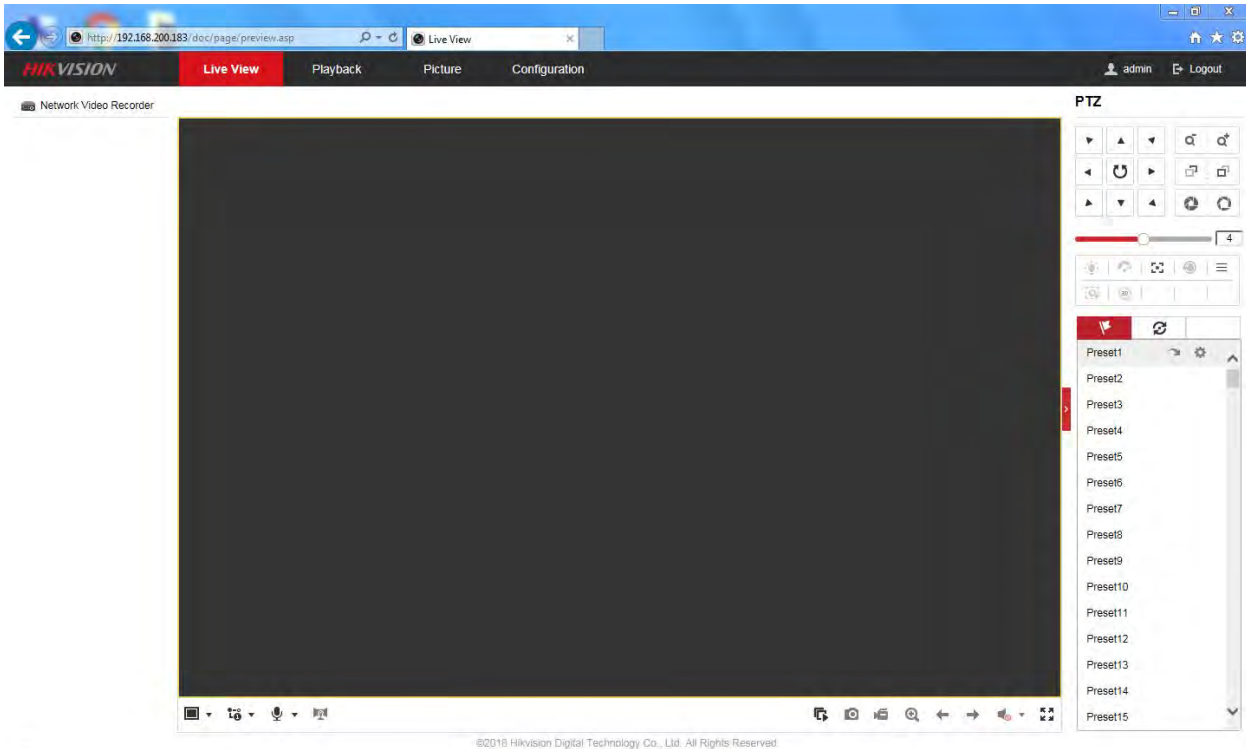 http://192.168.200.183/doc/page/preview.asp
Live View
HIKVISION
Live View
Playback
Picture
Configuration
admin
Logout
Network Video Recorder
PTZ
4
Preset1
Preset2
Preset3
Preset4
Preset5
Preset6
Preset7
Preset8
Preset9
Preset10
Preset11
Preset12
Preset13
Preset14
Preset15
©2018 Hikvision Digital Technology Co., Ltd. All Rights Reserved.